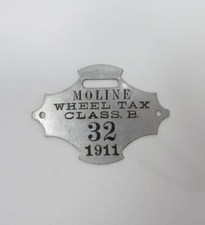 MOLINE
WHEEL TAX
CLASS. B.
32
1911